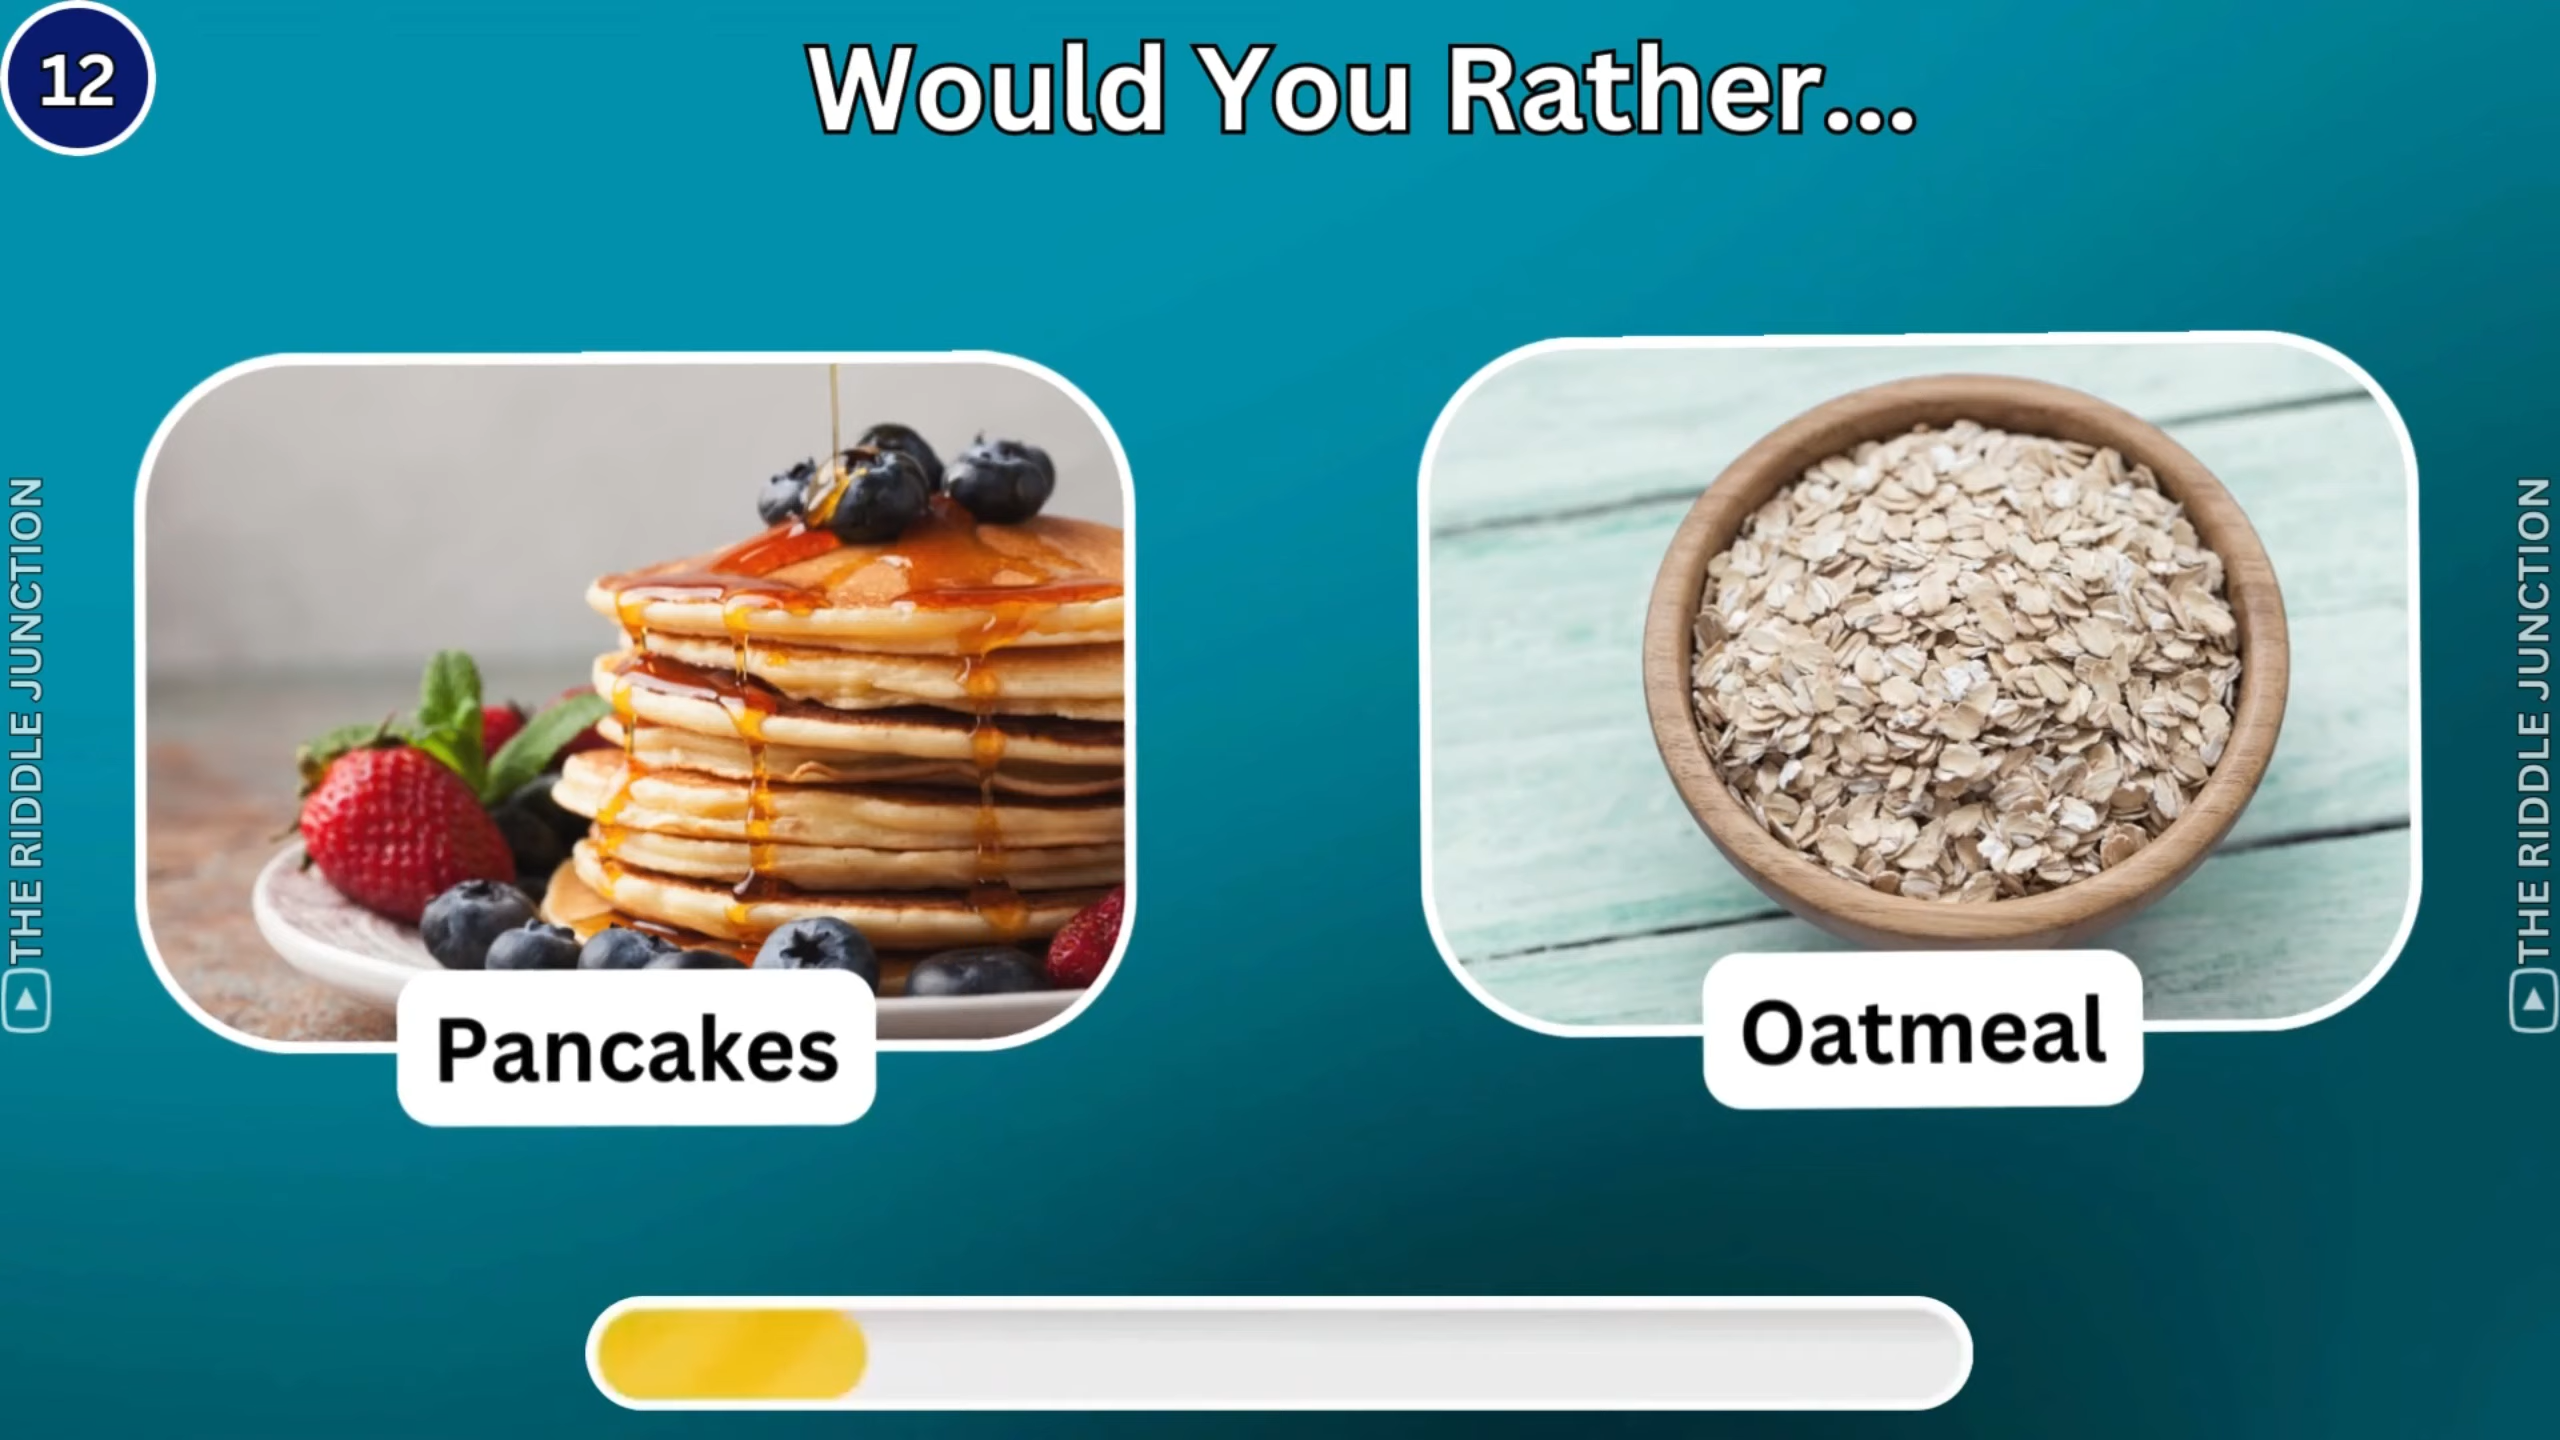 12
Would You Rather...
THE RIDDLE JUNCTION
Pancakes
Oatmeal
THE RIDDLE JUNCTION